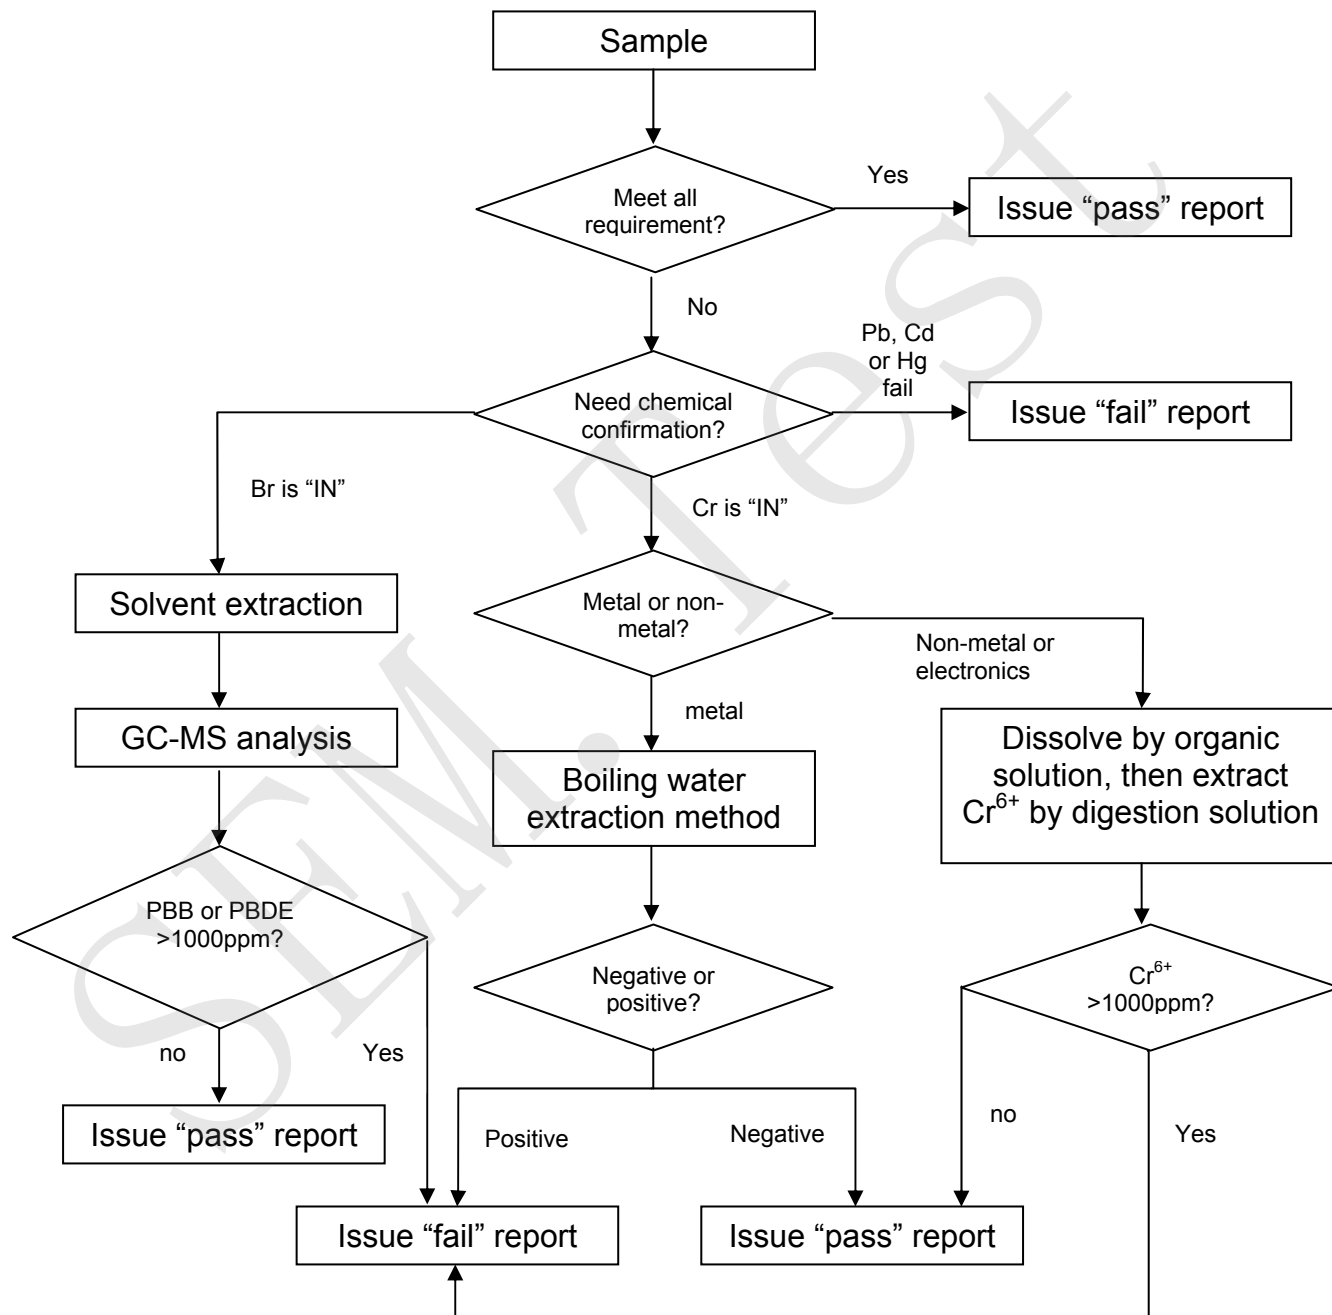 Sample
Meet all
requirement?
Yes
Issue “pass” report
No
Pb, Cd
or Hg
fail
Need chemical
confirmation?
Issue “fail” report
Br is “IN”
Cr is “IN”
Solvent extraction
Metal or non-
metal?
Non-metal or
electronics
GC-MS analysis
metal
Boiling water
extraction method
Dissolve by organic
solution, then extract
Cr⁶⁺ by digestion solution
PBB or PBDE
>1000ppm?
Negative or
positive?
Cr⁶⁺
>1000ppm?
no
Yes
Issue “pass” report
Positive
Negative
no
Yes
Issue “fail” report
Issue “pass” report
SEM.Test